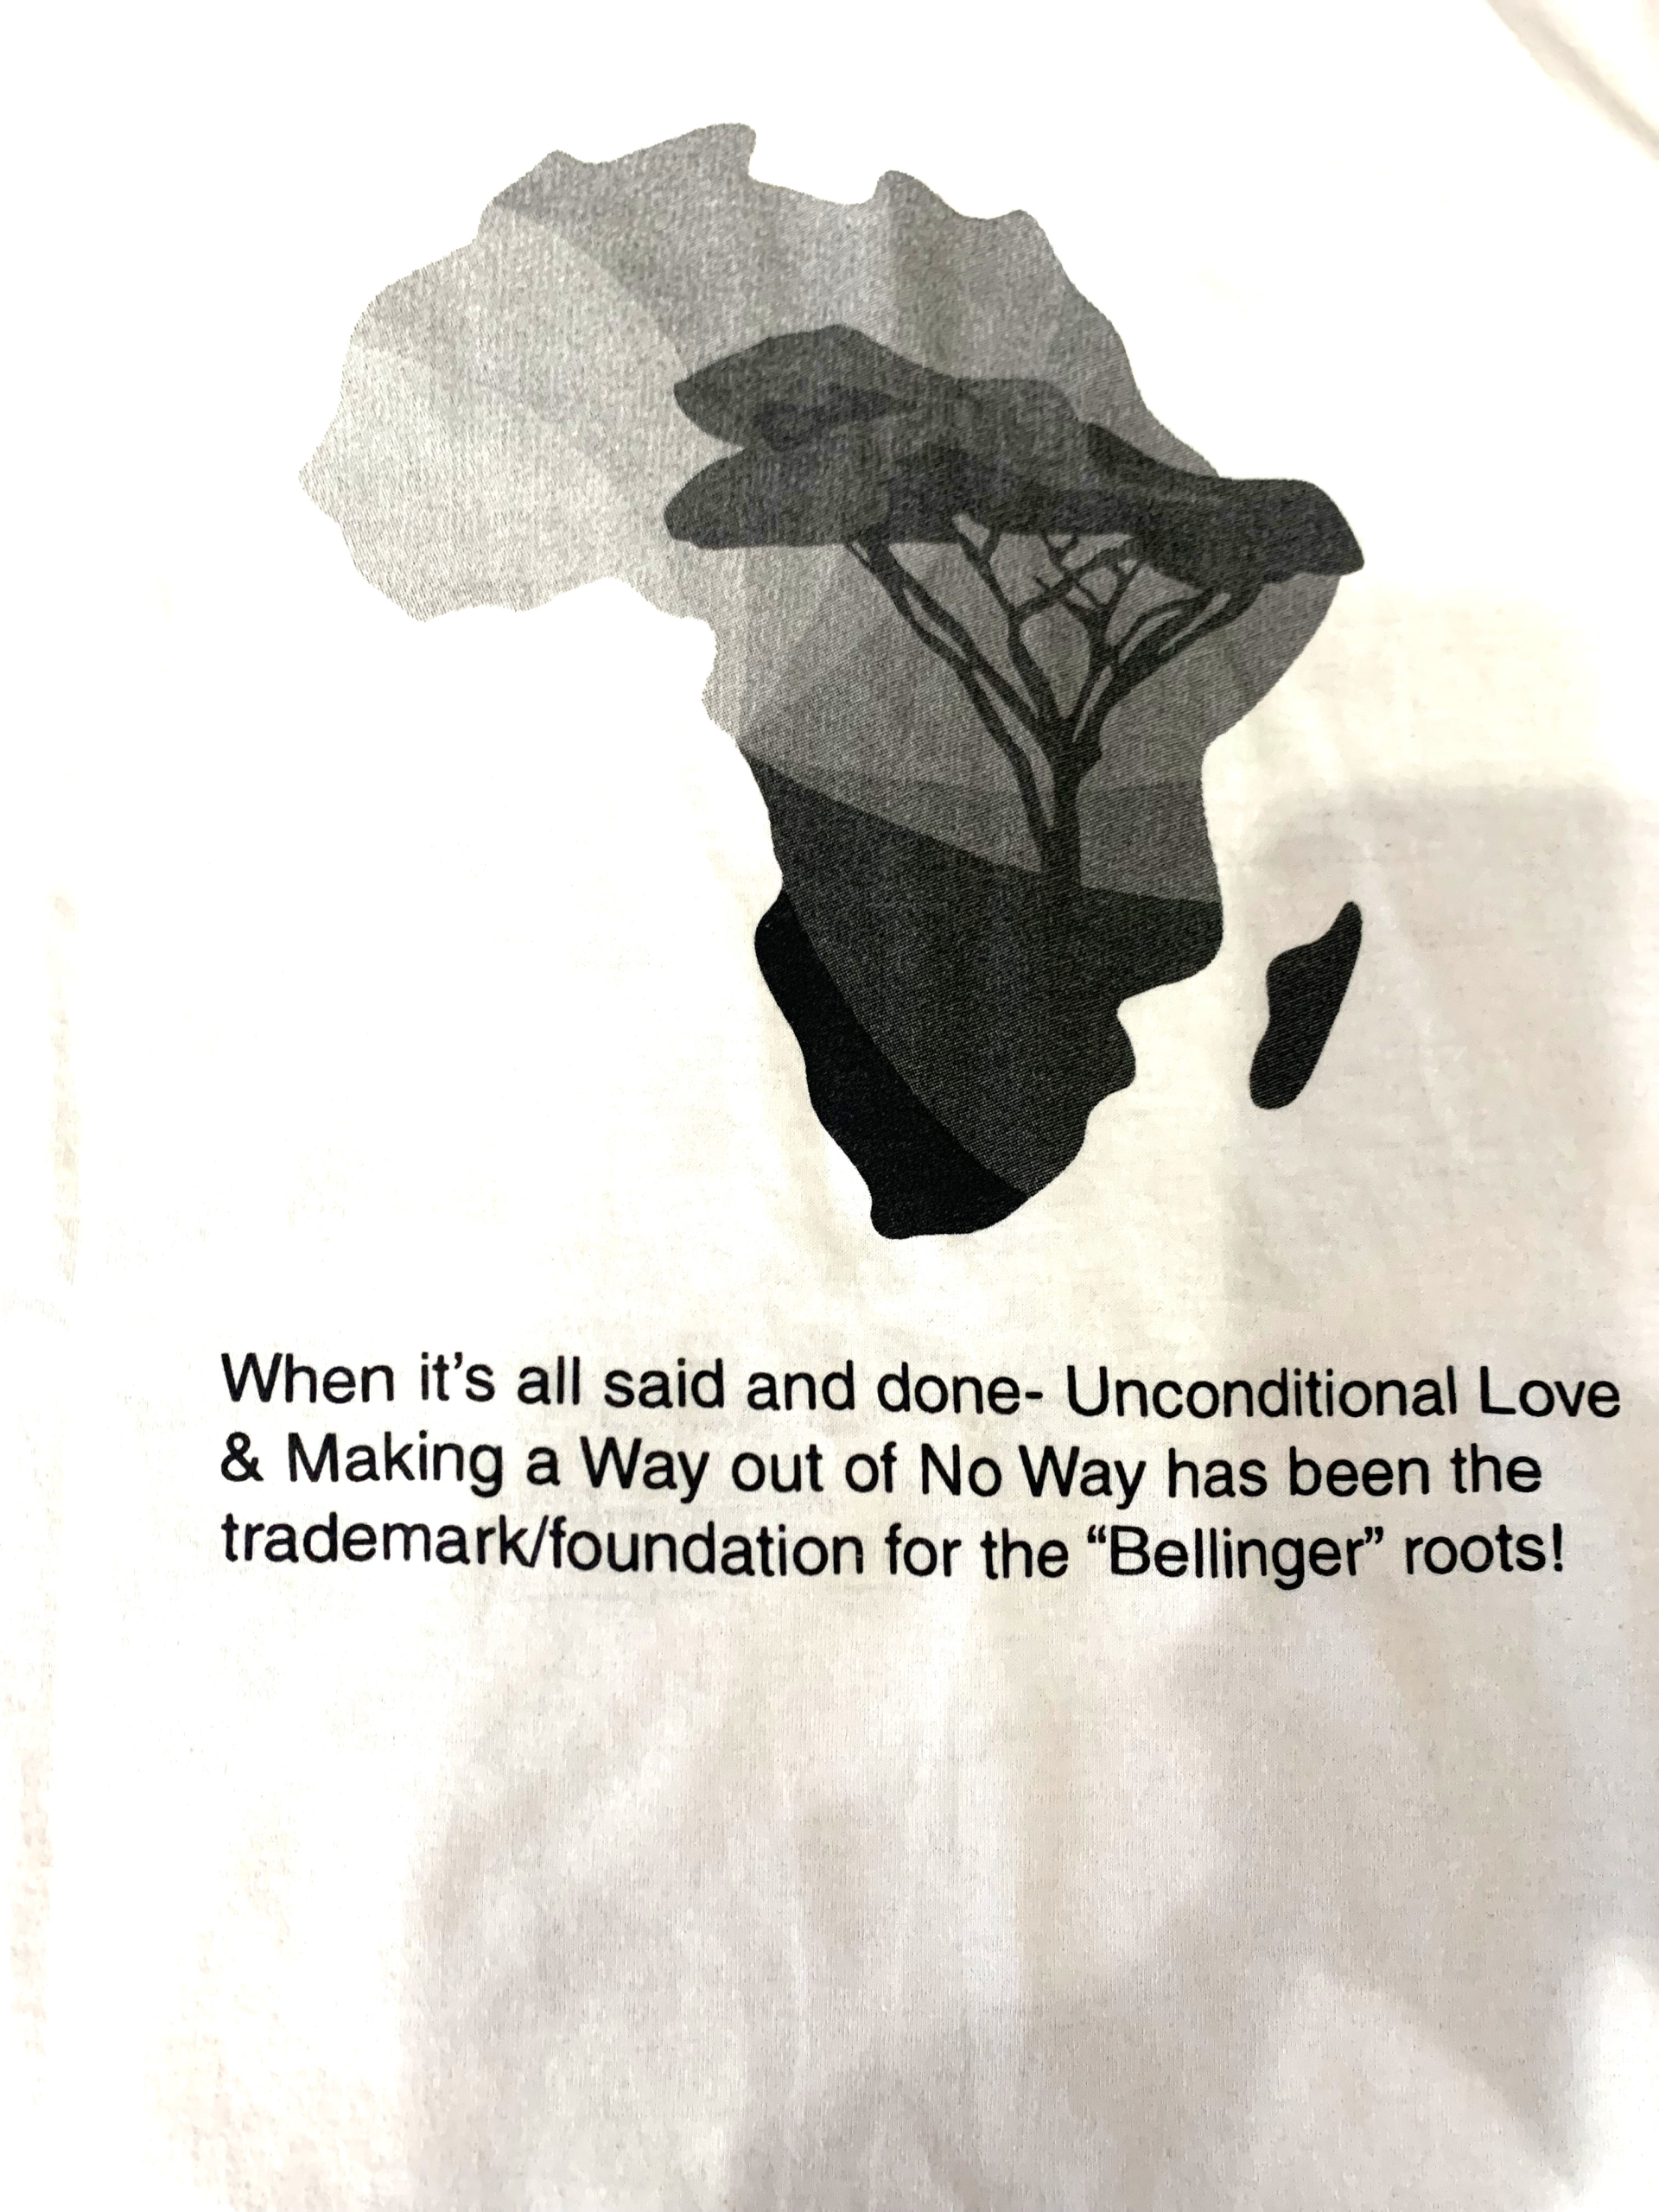 When it’s all said and done- Unconditional Love
& Making a Way out of No Way has been the
trademark/foundation for the “Bellinger” roots!